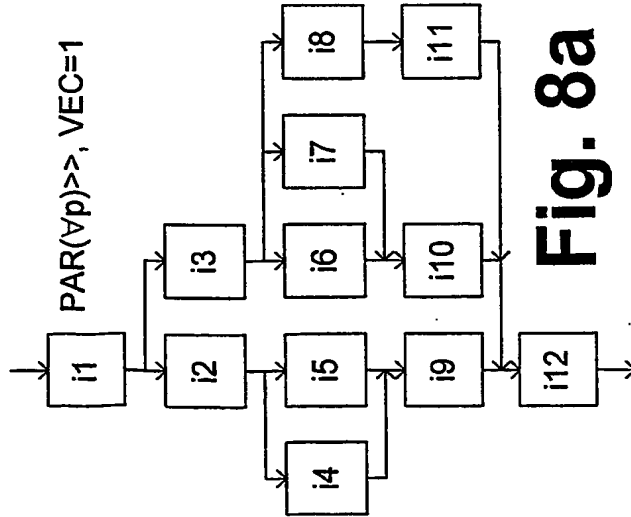 PAR(∀p)>>, VEC=1
i1
i2
i3
i4
i5
i6
i7
i8
i9
i10
i11
i12
Fig. 8a